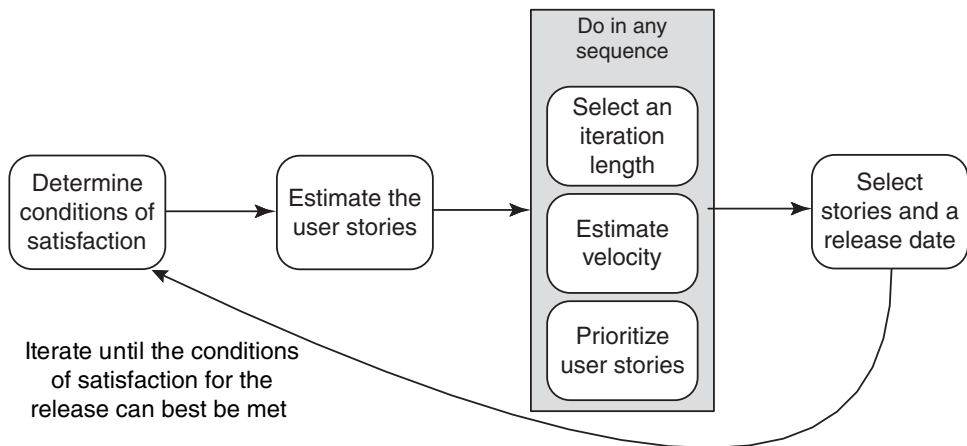 Do in any
sequence
Select an
iteration
length
Determine
conditions of
satisfaction
Estimate the
user stories
Estimate
velocity
Select
stories and a
release date
Prioritize
user stories
Iterate until the conditions
of satisfaction for the
release can best be met